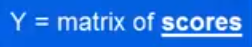 Y = matrix of scores